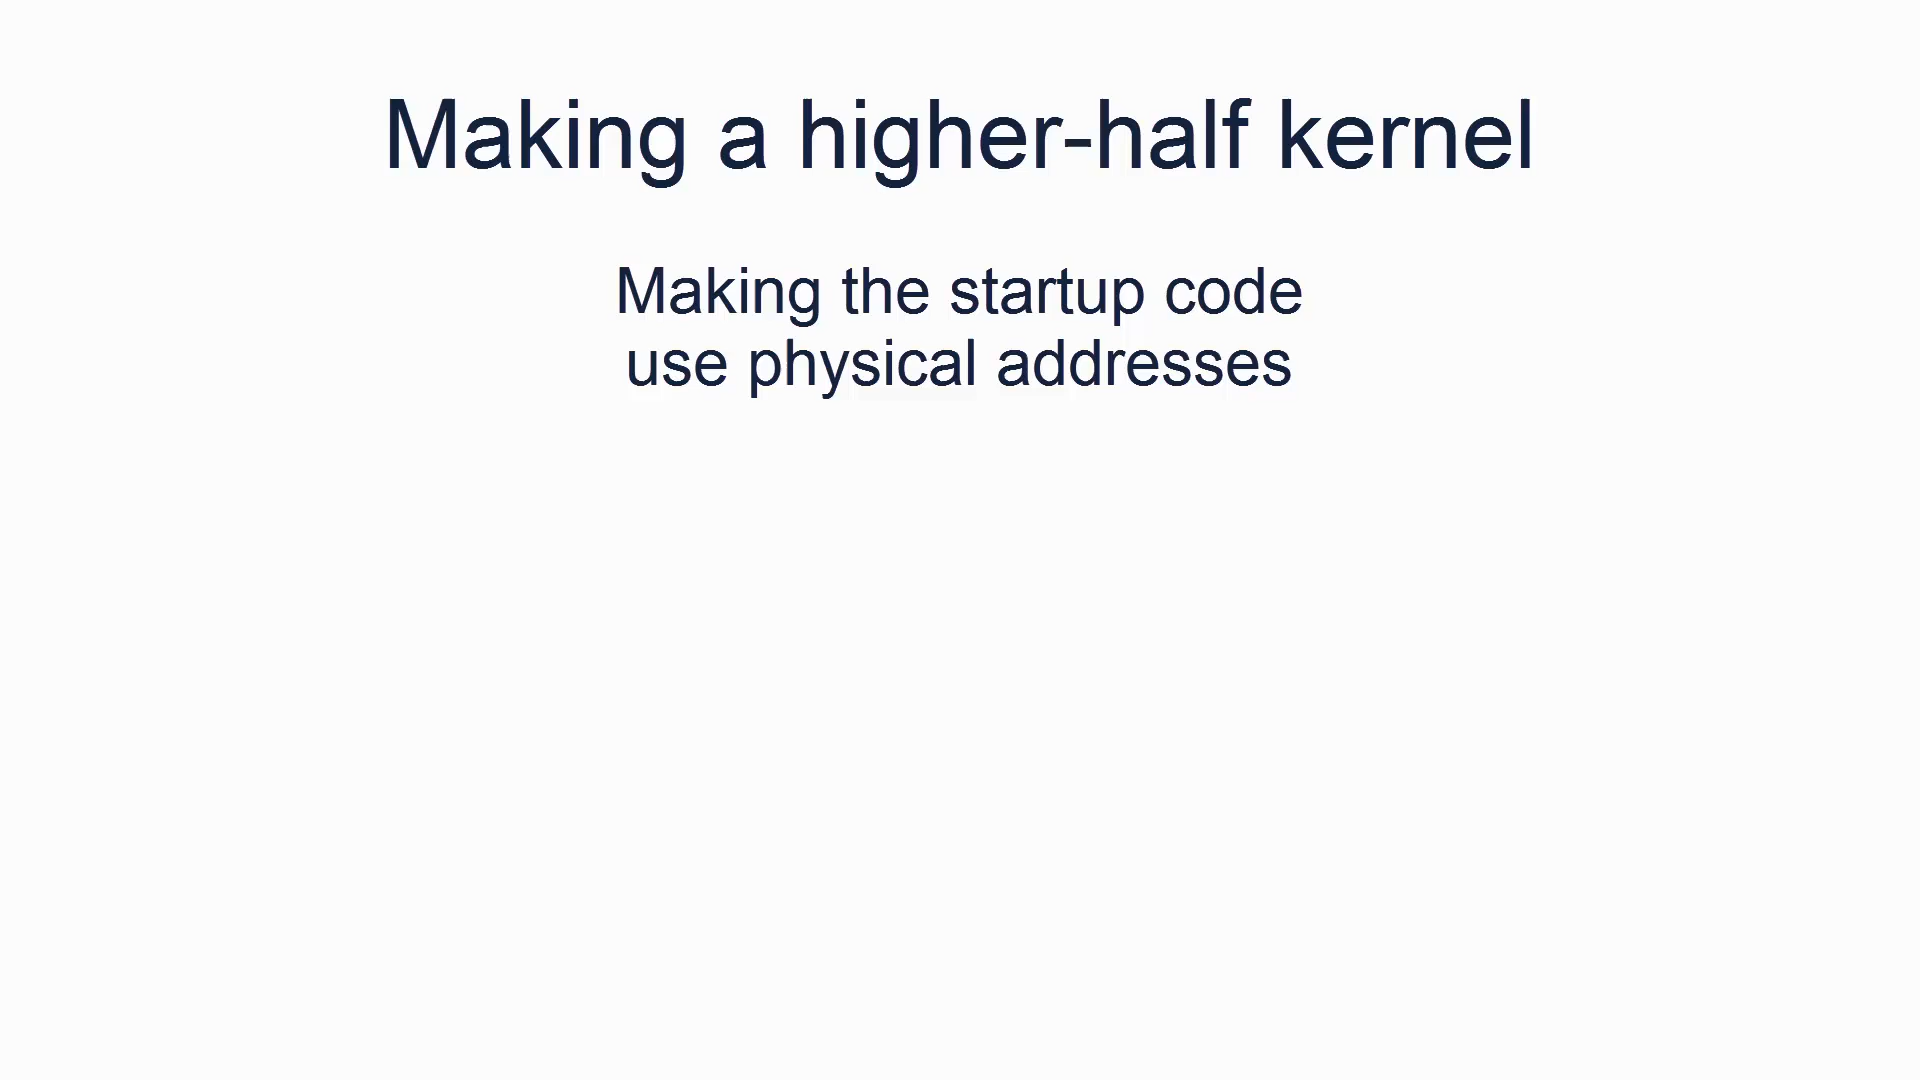 Making a higher-half kernel
Making the startup code
use physical addresses